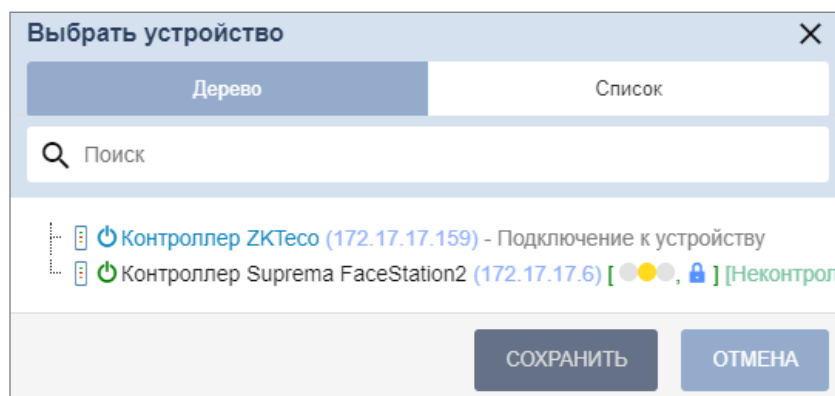 Выбрать устройство
Дерево
Список
Поиск
Контроллер ZKTeco (172.17.17.159) - Подключение к устройству
Контроллер Suprema FaceStation2 (172.17.17.6) [ , ] [Неконтрол
СОХРАНИТЬ
ОТМЕНА